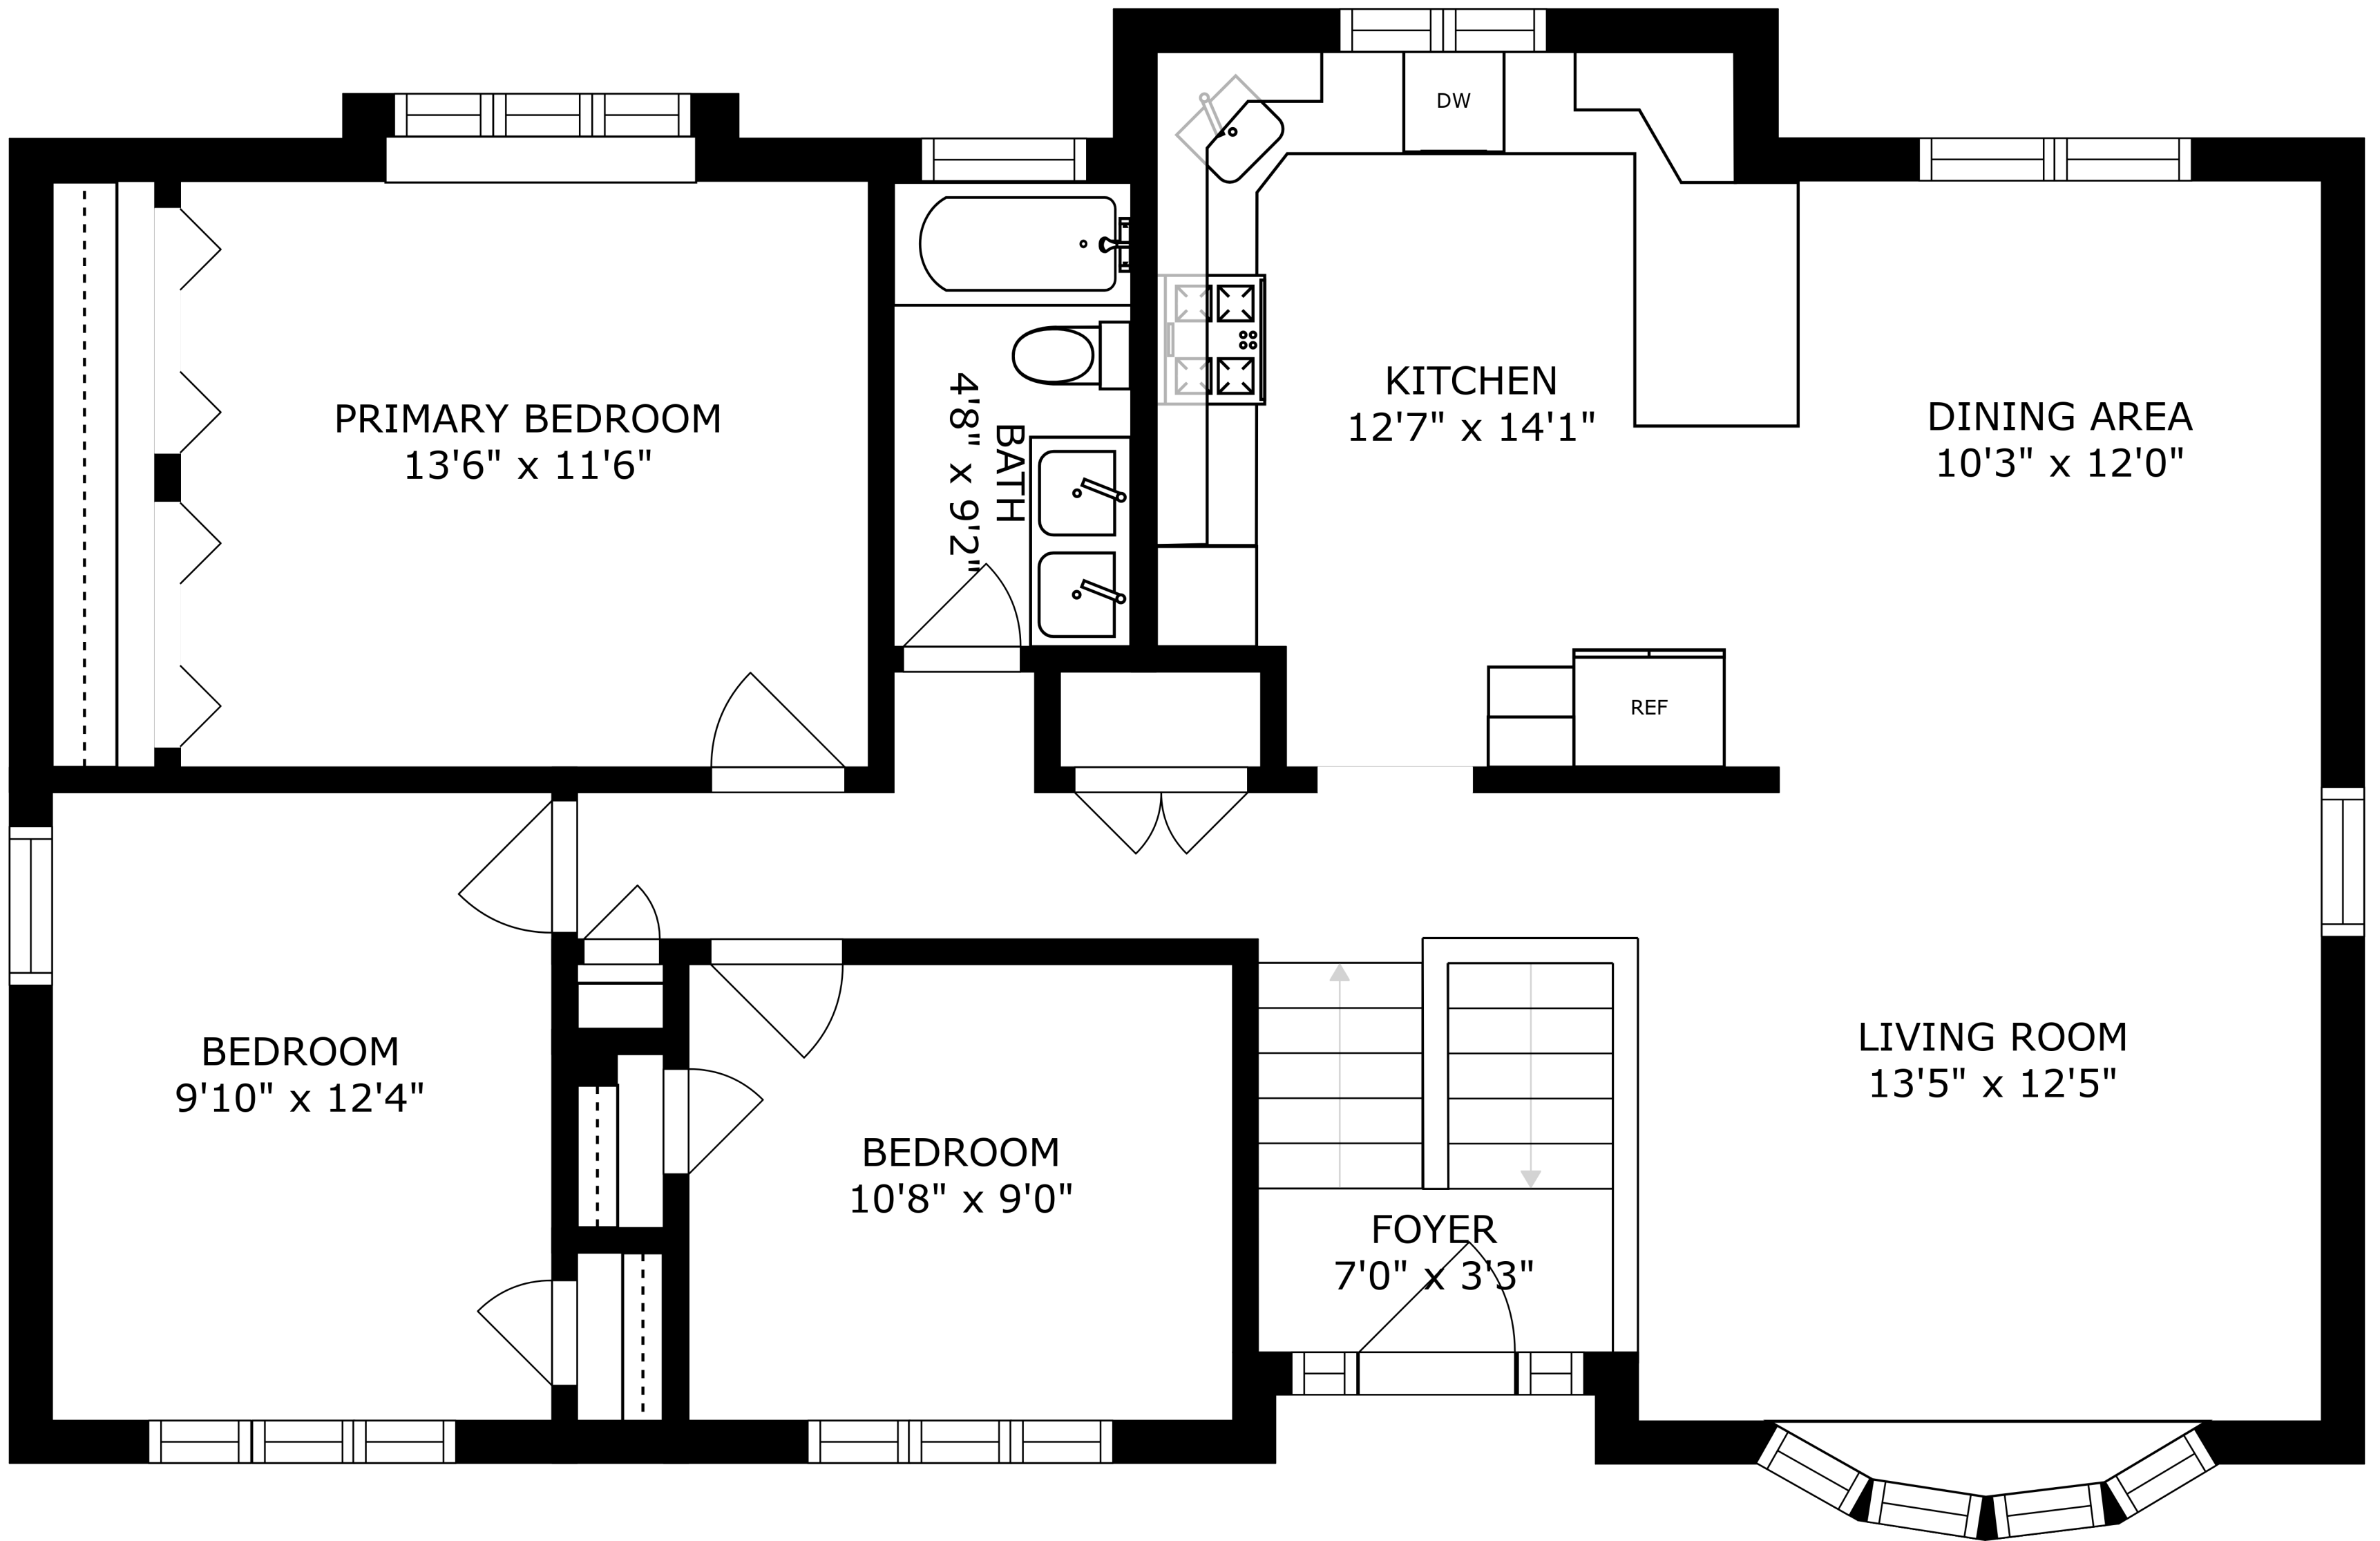 DW
KITCHEN
12'7" x 14'1"
DINING AREA
10'3" x 12'0"
PRIMARY BEDROOM
13'6" x 11'6"
BATH
4'8" x 9'2"
REF
BEDROOM
9'10" x 12'4"
BEDROOM
10'8" x 9'0"
FOYER
7'0" x 3'3"
LIVING ROOM
13'5" x 12'5"